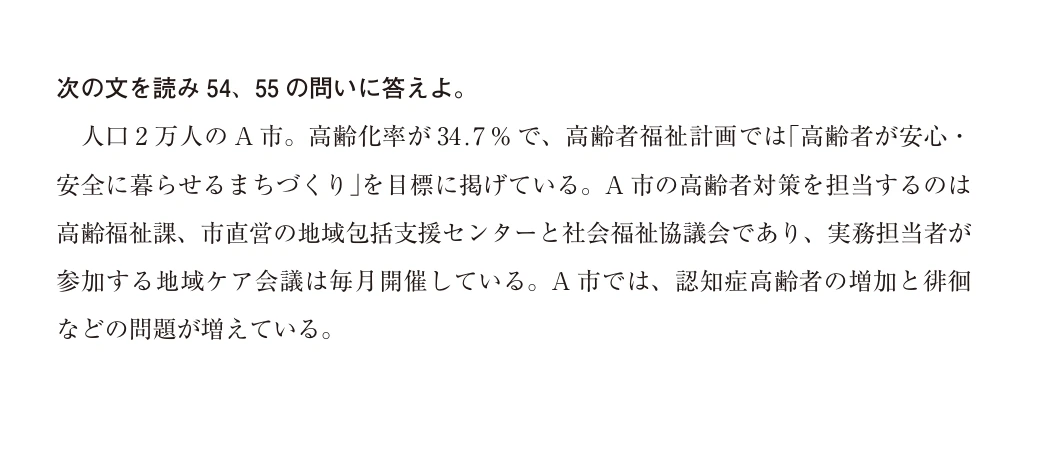 次の文を読み 54、55 の問いに答えよ。
人口２万人の A 市。高齢化率が 34.7 % で、高齢者福祉計画では「高齢者が安心・
安全に暮らせるまちづくり」を目標に掲げている。A 市の高齢者対策を担当するのは
高齢福祉課、市直営の地域包括支援センターと社会福祉協議会であり、実務担当者が
参加する地域ケア会議は毎月開催している。A 市では、認知症高齢者の増加と徘徊
などの問題が増えている。